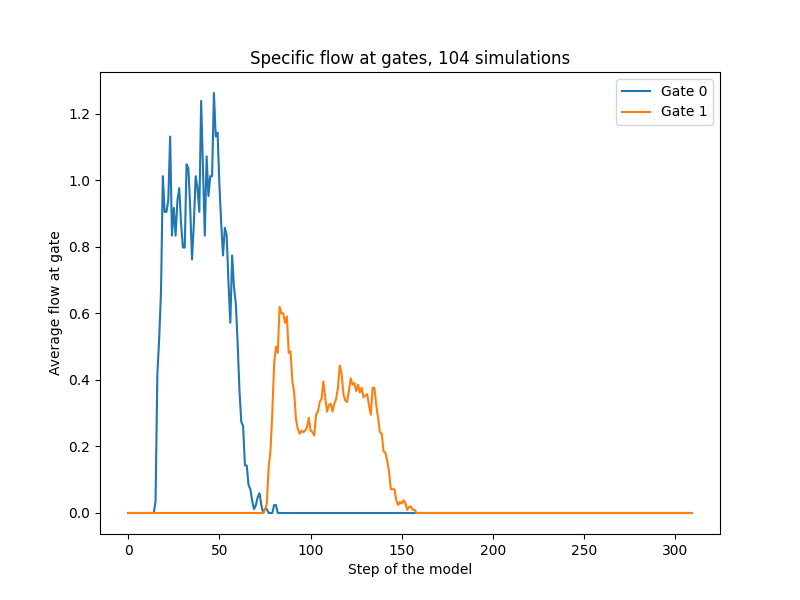 Specific flow at gates, 104 simulations
Gate 0
Gate 1
Average flow at gate
1.2
1.0
0.8
0.6
0.4
0.2
0.0
0 50 100 150 200 250 300
Step of the model